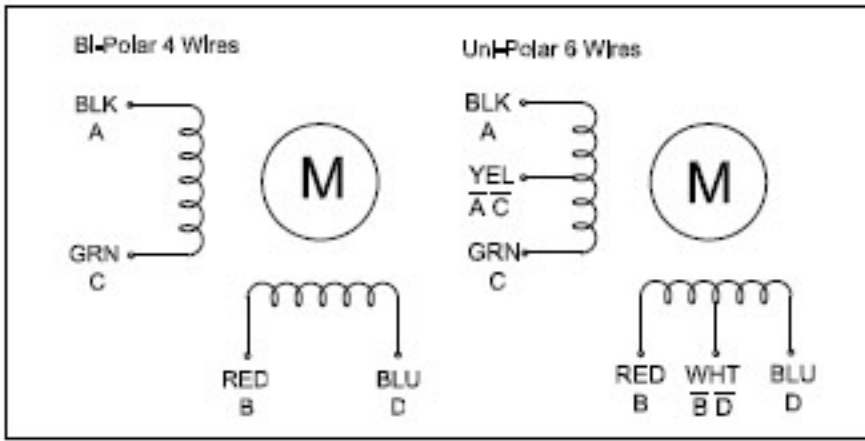 Bi-Polar 4 Wires
BLK
A
GRN
C
M
RED
B
BLU
D
Uni-Polar 6 Wires
BLK
A
YEL
A̅ C̅
GRN
C
M
RED
B
WHT
B̅ D̅
BLU
D